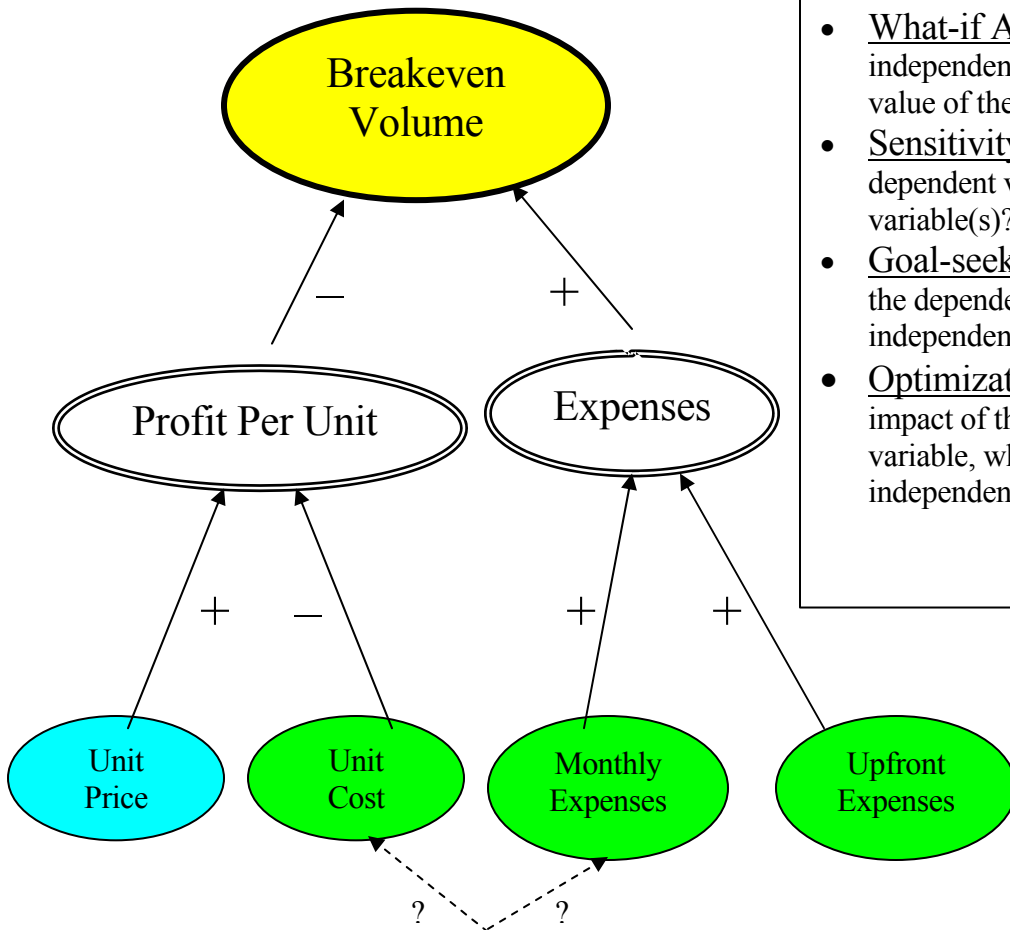 Breakeven
Volume
• What-if A
independen
value of the
• Sensitivity
dependent v
variable(s)?
• Goal-seek
the depende
independen
• Optimizat
impact of th
variable, wh
independen
–
+
Profit Per Unit
Expenses
+
–
+
+
Unit
Price
Unit
Cost
Monthly
Expenses
Upfront
Expenses
?
?